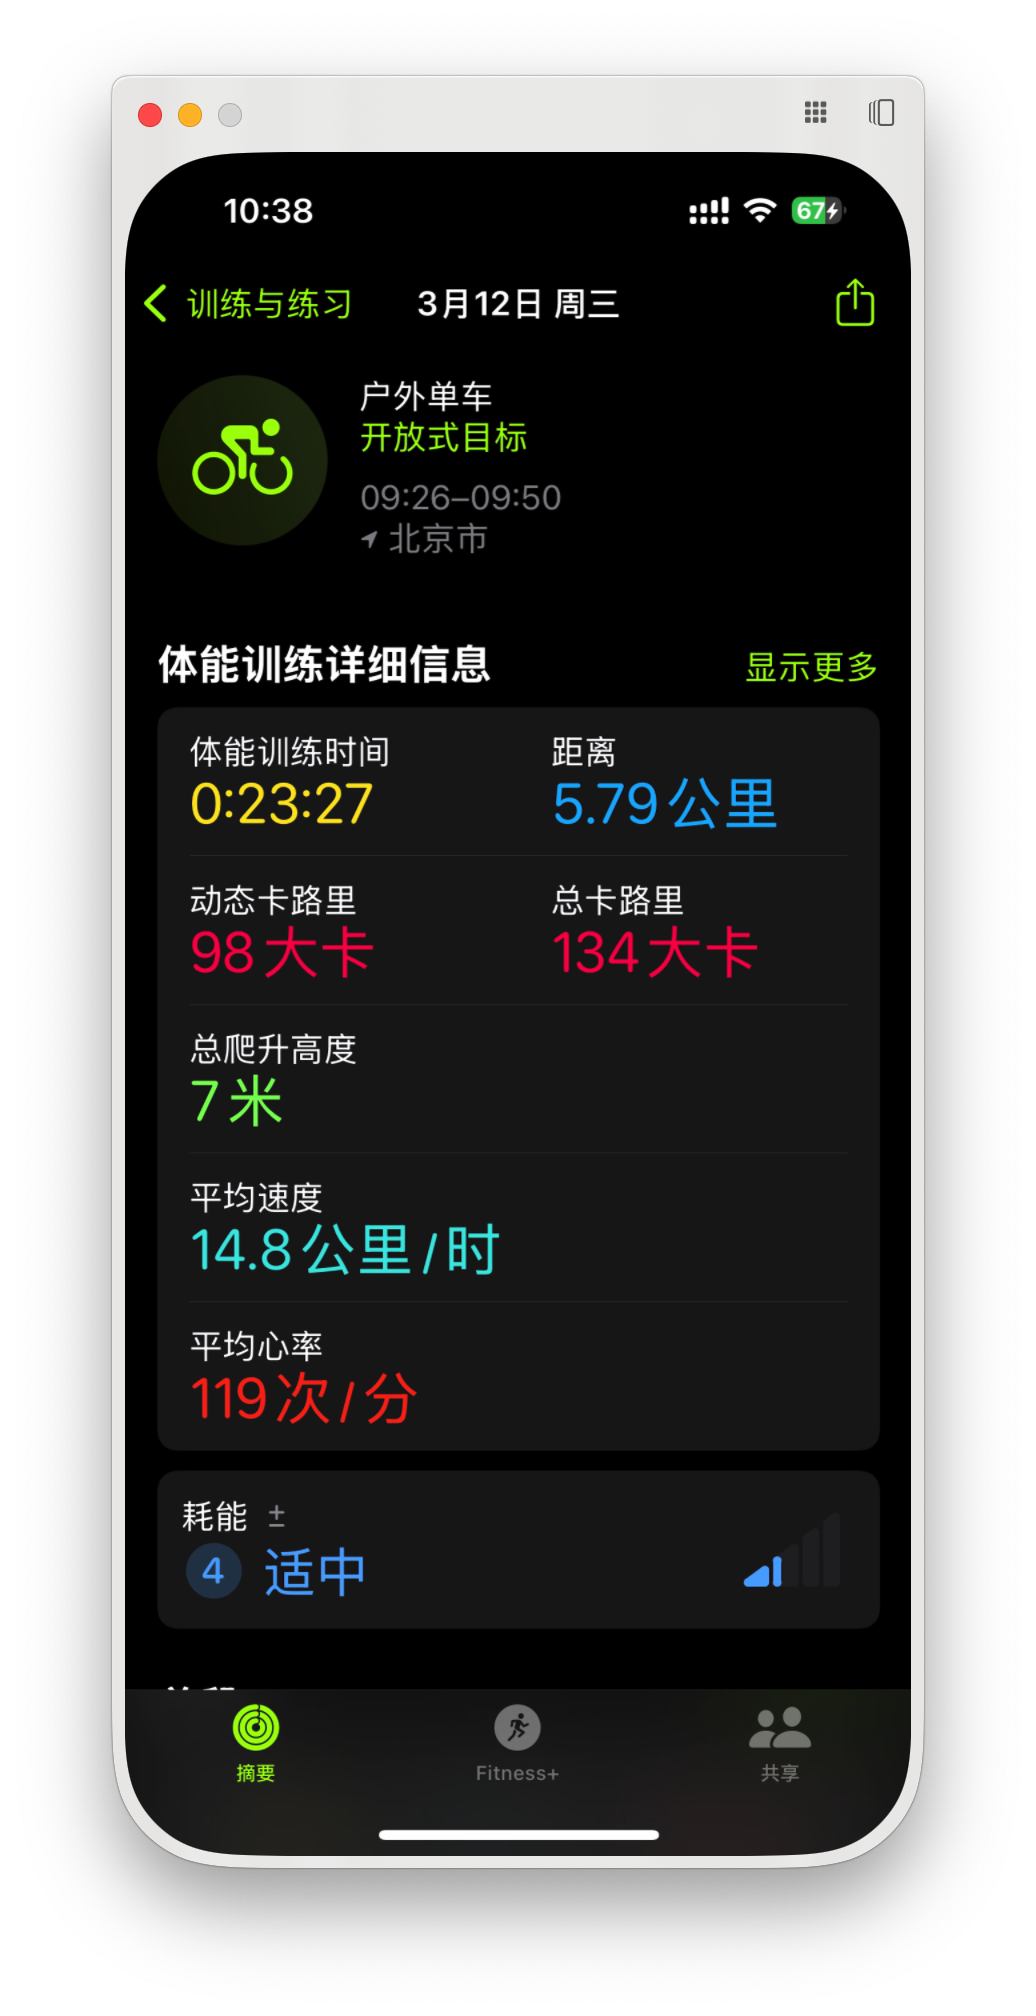 10:38
67
训练与练习
3月12日 周三
户外单车
开放式目标
09:26–09:50
北京市
体能训练详细信息
显示更多
体能训练时间
距离
0:23:27
5.79公里
动态卡路里
总卡路里
98大卡
134大卡
总爬升高度
7米
平均速度
14.8公里/时
平均心率
119次/分
耗能 ±
4 适中
摘要
Fitness+
共享